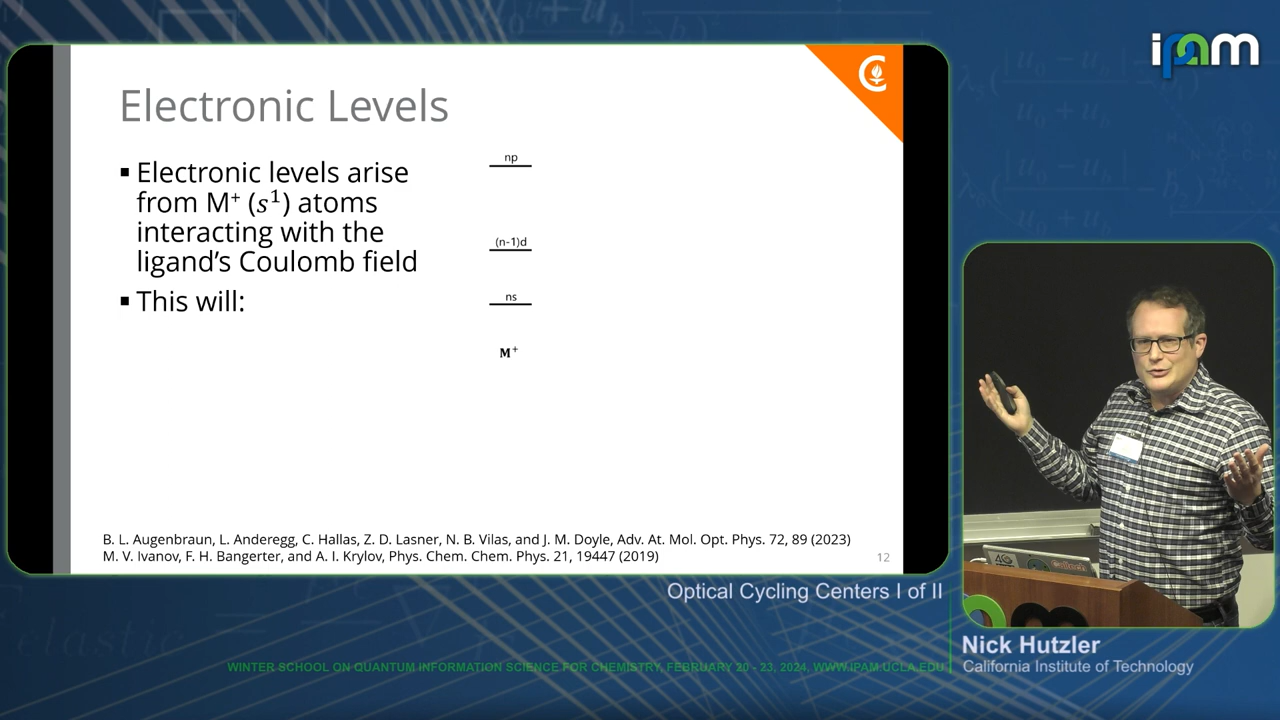 ipam
Electronic Levels
▪ Electronic levels arise
from M⁺ (s¹) atoms
interacting with the
ligand's Coulomb field
▪ This will:
np
(n-1)d
ns
M⁺
B. L. Augenbraun, L. Anderegg, C. Hallas, Z. D. Lasner, N. B. Vilas, and J. M. Doyle, Adv. At. Mol. Opt. Phys. 72, 89 (2023)
M. V. Ivanov, F. H. Bangerter, and A. I. Krylov, Phys. Chem. Chem. Phys. 21, 19447 (2019)
12
Optical Cycling Centers I of II
Nick Hutzler
California Institute of Technology
WINTER SCHOOL ON QUANTUM INFORMATION SCIENCE FOR CHEMISTRY, FEBRUARY 20 - 23, 2024, WWW.IPAM.UCLA.EDU
elastic